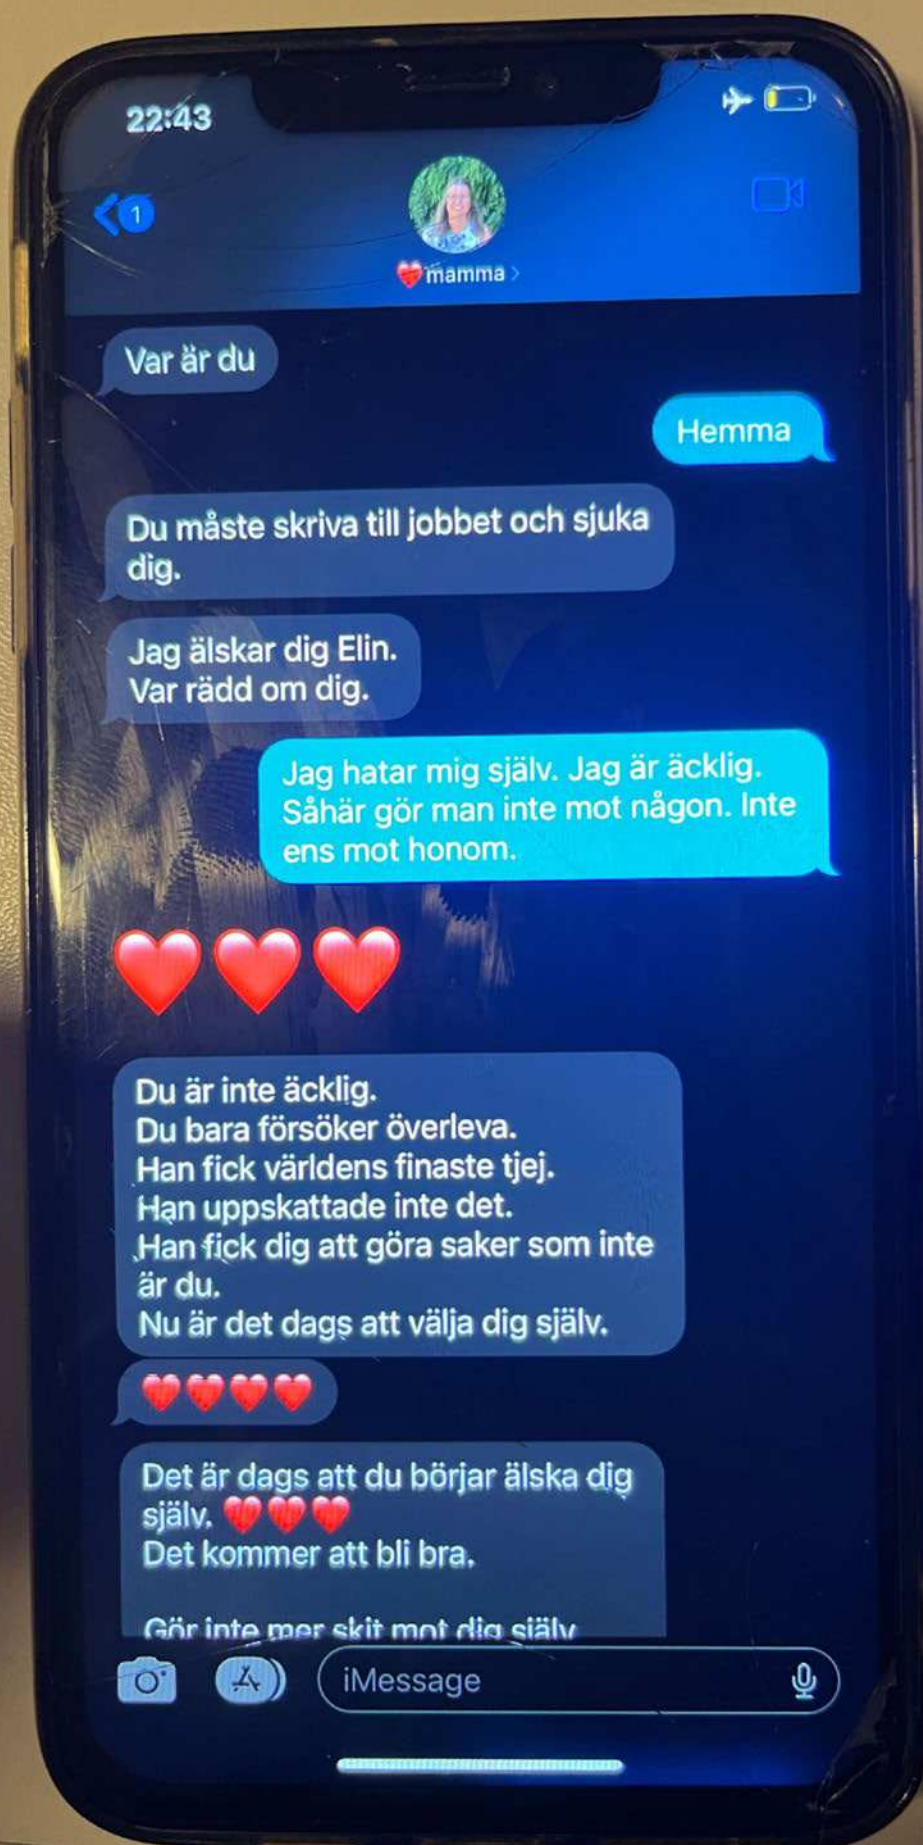 22:43
1
❤️mamma
Var är du
Hemma
Du måste skriva till jobbet och sjuka
dig.
Jag älskar dig Elin.
Var rädd om dig.
Jag hatar mig själv. Jag är äcklig.
Såhär gör man inte mot någon. Inte
ens mot honom.
❤️❤️❤️
Du är inte äcklig.
Du bara försöker överleva.
Han fick världens finaste tjej.
Han uppskattade inte det.
Han fick dig att göra saker som inte
är du.
Nu är det dags att välja dig själv.
❤️❤️❤️❤️
Det är dags att du börjar älska dig
själv. ❤️❤️❤️
Det kommer att bli bra.
Gör inte mer skit mot dig själv
iMessage